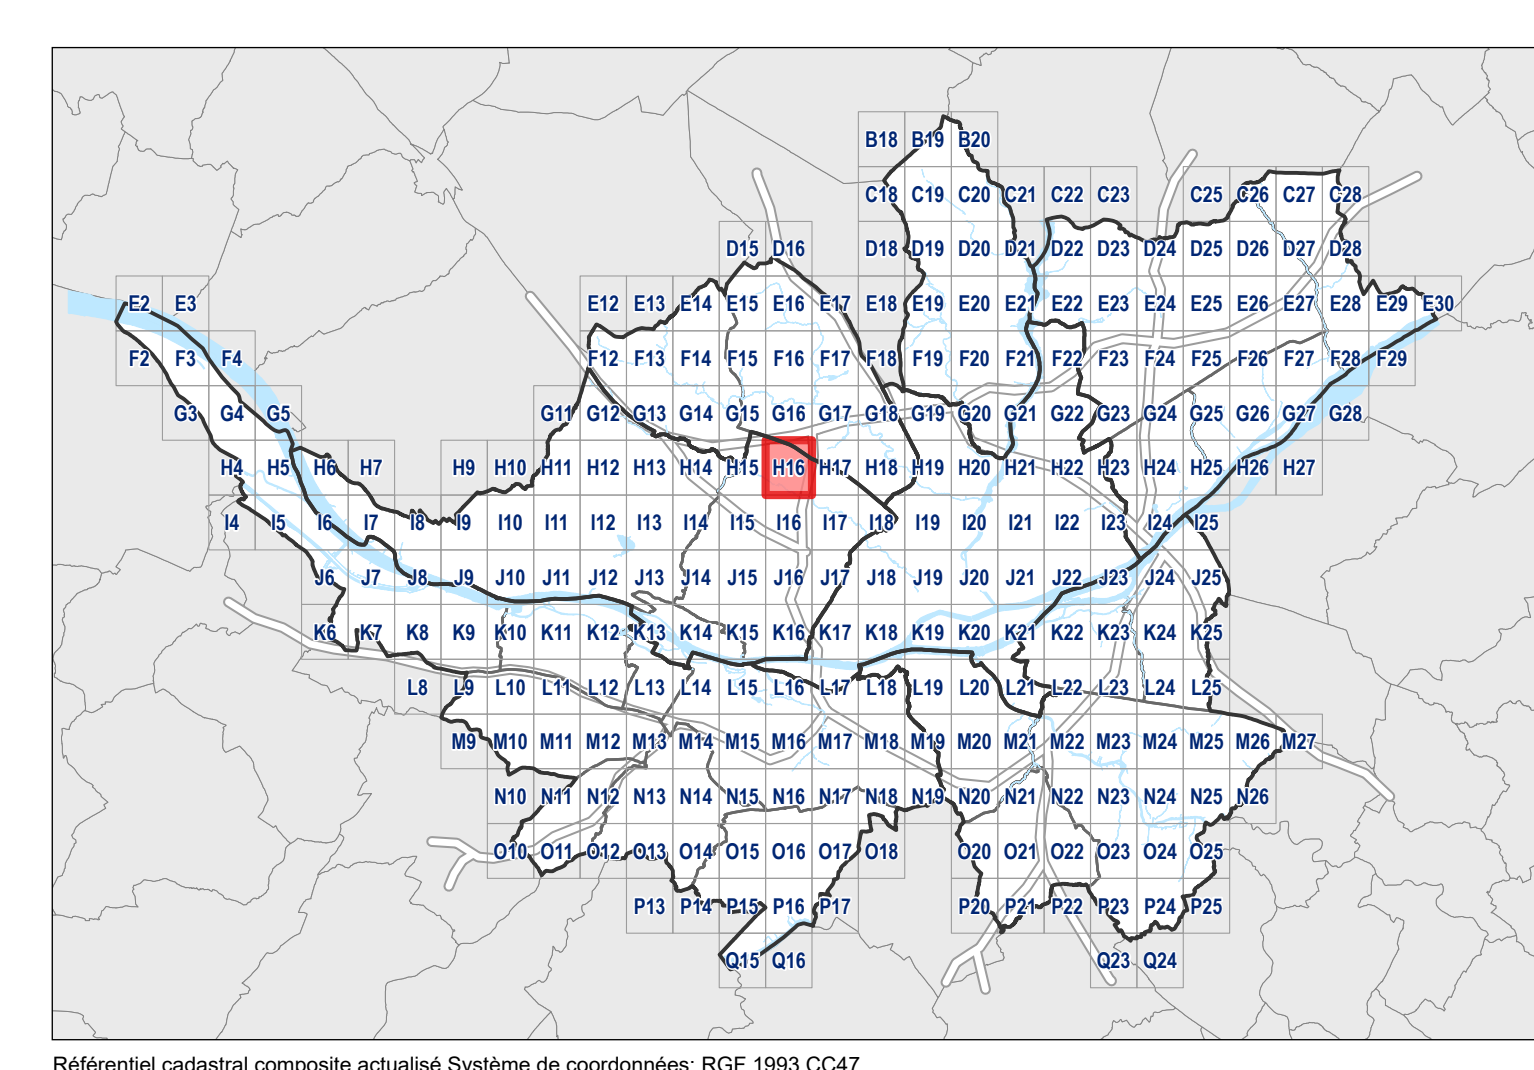 B18 B19 B20
C18 C19 C20 C21 C22 C23 C25 C26 C27 C28
D15 D16 D18 D19 D20 D21 D22 D23 D24 D25 D26 D27 D28
E2 E3 E12 E13 E14 E15 E16 E17 E18 E19 E20 E21 E22 E23 E24 E25 E26 E27 E28 E29 E30
F2 F3 F4 F12 F13 F14 F15 F16 F17 F18 F19 F20 F21 F22 F23 F24 F25 F26 F27 F28 F29
G3 G4 G5 G11 G12 G13 G14 G15 G16 G17 G18 G19 G20 G21 G22 G23 G24 G25 G26 G27 G28
H4 H5 H6 H7 H9 H10 H11 H12 H13 H14 H15 H16 H17 H18 H19 H20 H21 H22 H23 H24 H25 H26 H27
I4 I5 I6 I7 I8 I9 I10 I11 I12 I13 I14 I15 I16 I17 I18 I19 I20 I21 I22 I23 I24 I25
J6 J7 J8 J9 J10 J11 J12 J13 J14 J15 J16 J17 J18 J19 J20 J21 J22 J23 J24 J25
K6 K7 K8 K9 K10 K11 K12 K13 K14 K15 K16 K17 K18 K19 K20 K21 K22 K23 K24 K25
L8 L9 L10 L11 L12 L13 L14 L15 L16 L17 L18 L19 L20 L21 L22 L23 L24 L25
M9 M10 M11 M12 M13 M14 M15 M16 M17 M18 M19 M20 M21 M22 M23 M24 M25 M26 M27
N10 N11 N12 N13 N14 N15 N16 N17 N18 N19 N20 N21 N22 N23 N24 N25 N26
O10 O11 O12 O13 O14 O15 O16 O17 O18 O20 O21 O22 O23 O24 O25
P13 P14 P15 P16 P17 P20 P21 P22 P23 P24 P25
Q15 Q16 Q23 Q24
Référentiel cadastral composite actualisé Système de coordonnées: RGF 1993 CC47